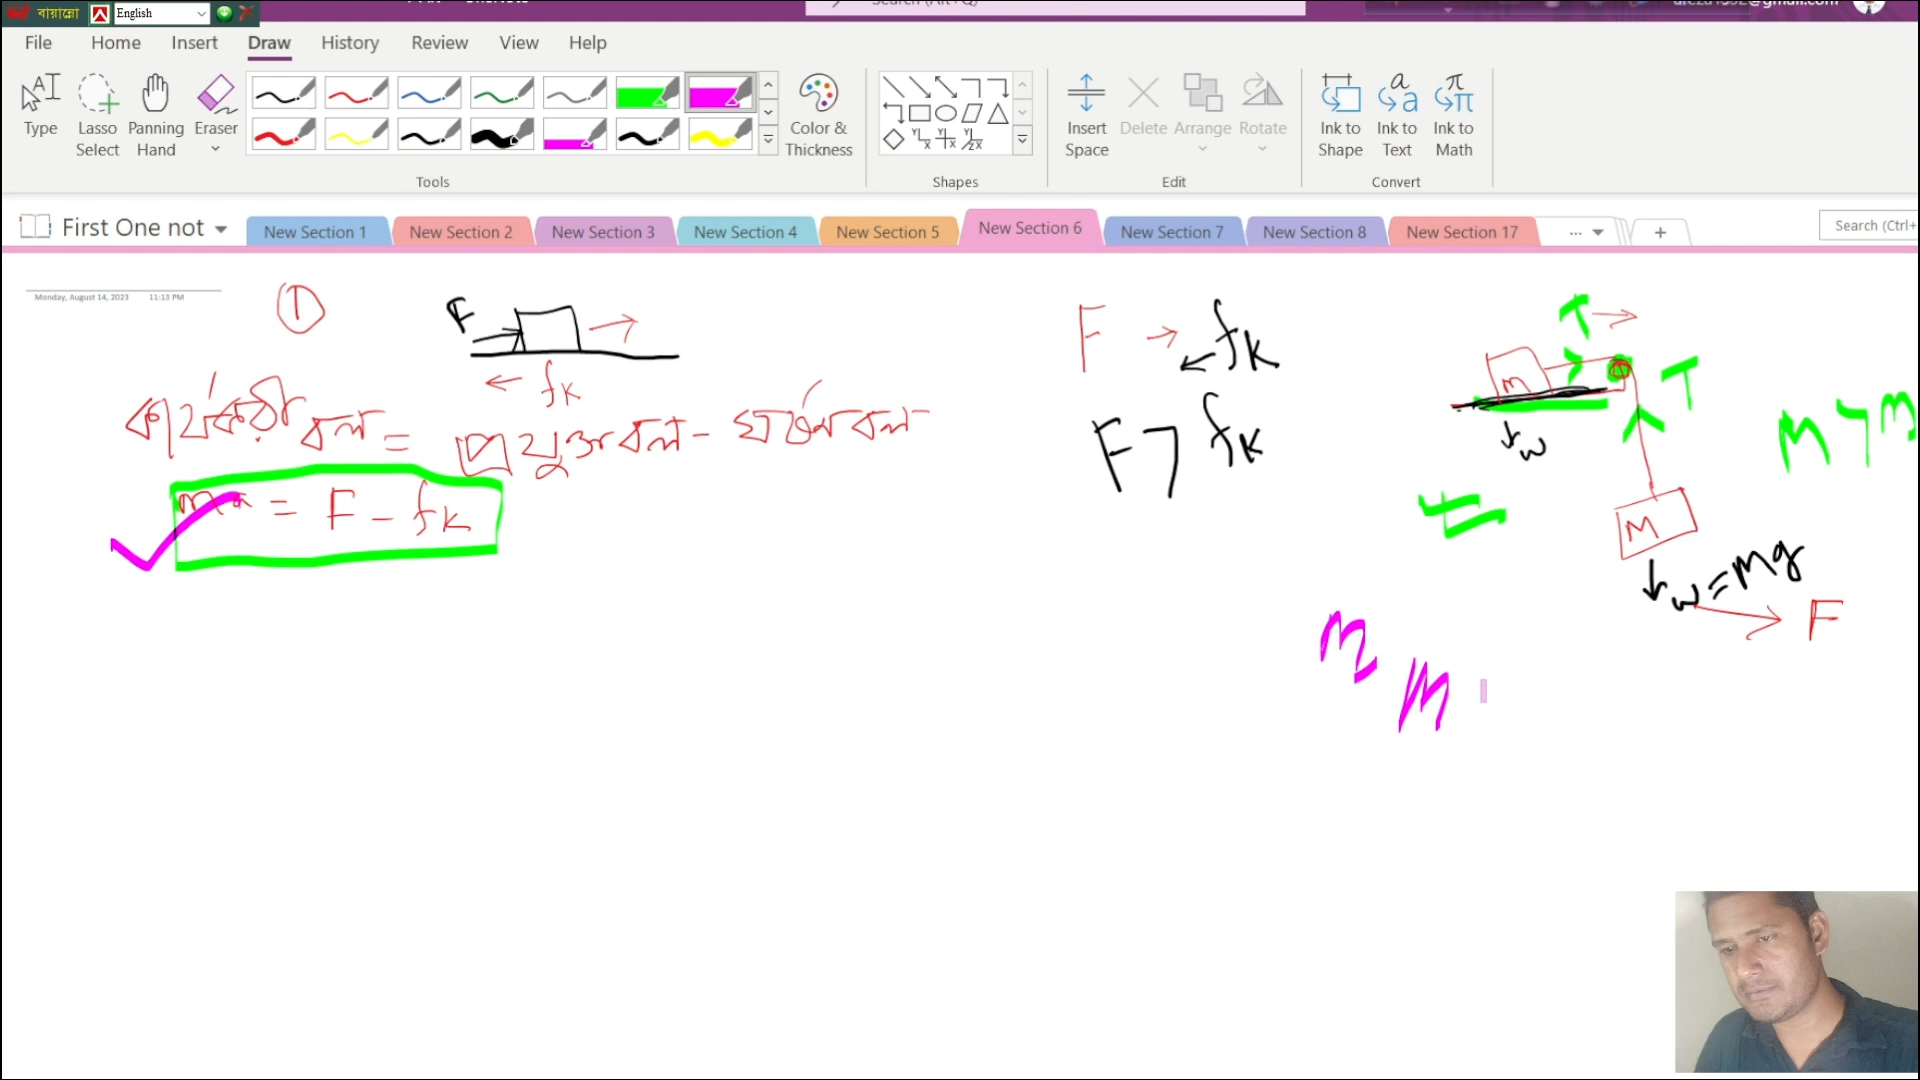 বায়ান্নো English
File Home Insert Draw History Review View Help
Type Lasso Select Panning Hand Eraser Color & Thickness Insert Space Delete Arrange Rotate Ink to Shape Ink to Text Ink to Math
Tools Shapes Edit Convert
First One not New Section 1 New Section 2 New Section 3 New Section 4 New Section 5 New Section 6 New Section 7 New Section 8 New Section 17 ... + Search (Ctrl+
Monday, August 14, 2023 11:13 PM
①
F
fK
কার্যকরী বল = প্রযুক্ত বল - ঘর্ষণ বল
ma = F - fK
F → ← fK
F > fK
T →
m
T
w
M > m
M
w = Mg
F
m
M